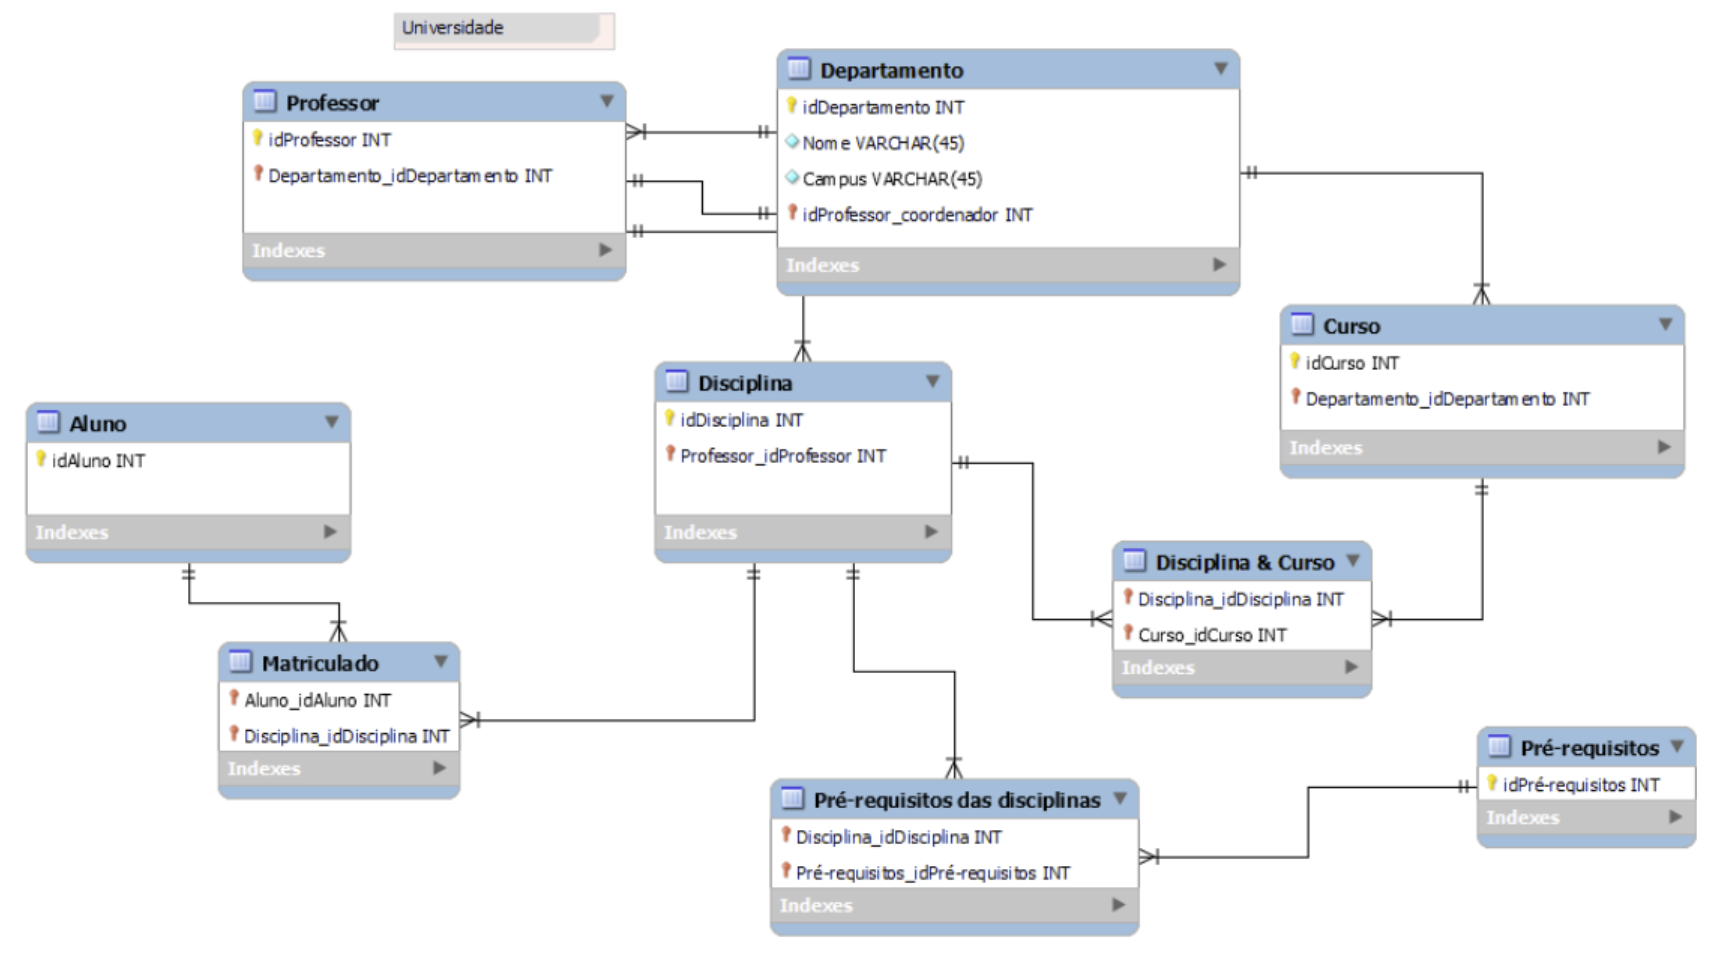 Universidade
Professor
idProfessor INT
Departamento_idDepartamento INT
Indexes
Departamento
idDepartamento INT
Nome VARCHAR(45)
Campus VARCHAR(45)
idProfessor_coordenador INT
Indexes
Curso
idCurso INT
Departamento_idDepartamento INT
Indexes
Disciplina
idDisciplina INT
Professor_idProfessor INT
Indexes
Aluno
idAluno INT
Indexes
Disciplina & Curso
Disciplina_idDisciplina INT
Curso_idCurso INT
Indexes
Matriculado
Aluno_idAluno INT
Disciplina_idDisciplina INT
Indexes
Pré-requisitos das disciplinas
Disciplina_idDisciplina INT
Pré-requisitos_idPré-requisitos INT
Indexes
Pré-requisitos
idPré-requisitos INT
Indexes